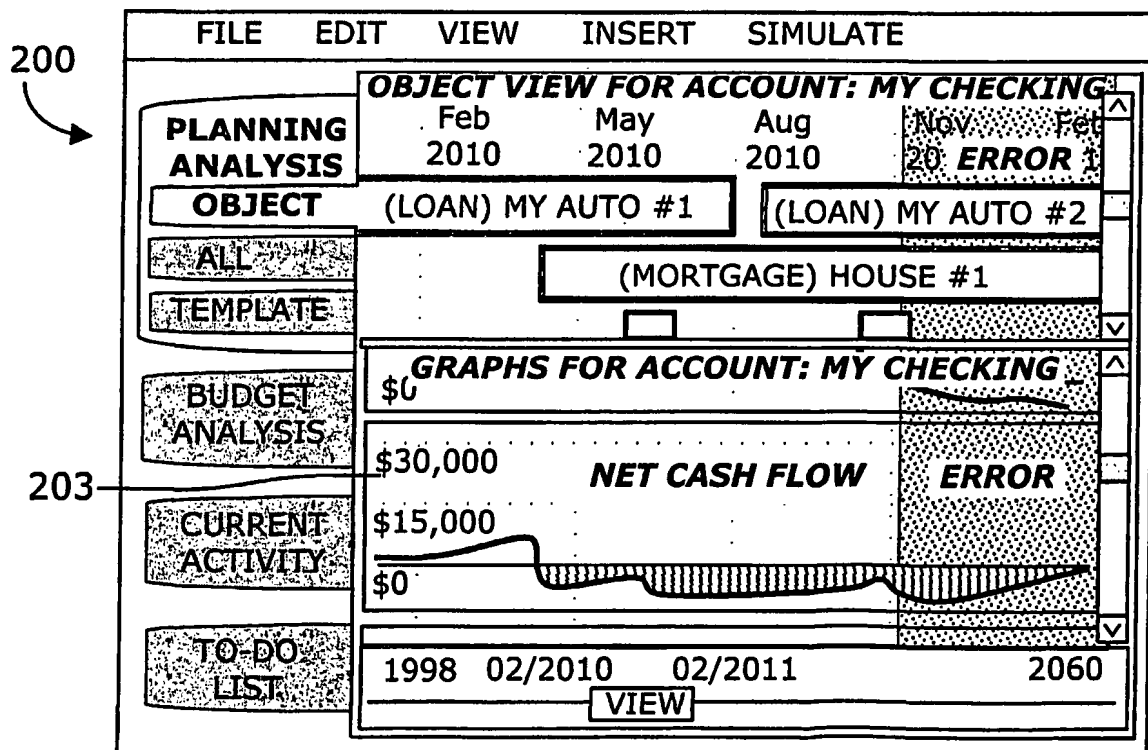 FILE EDIT VIEW INSERT SIMULATE
200
OBJECT VIEW FOR ACCOUNT: MY CHECKING
PLANNING
ANALYSIS
OBJECT
ALL
TEMPLATE
BUDGET
ANALYSIS
203
CURRENT
ACTIVITY
TO-DO
LIST
Feb May Aug Nov
2010 2010 2010 20 ERROR 1
(LOAN) MY AUTO #1 (LOAN) MY AUTO #2
(MORTGAGE) HOUSE #1
GRAPHS FOR ACCOUNT: MY CHECKING
$0
$30,000 NET CASH FLOW ERROR
$15,000
$0
1998 02/2010 02/2011 2060
VIEW